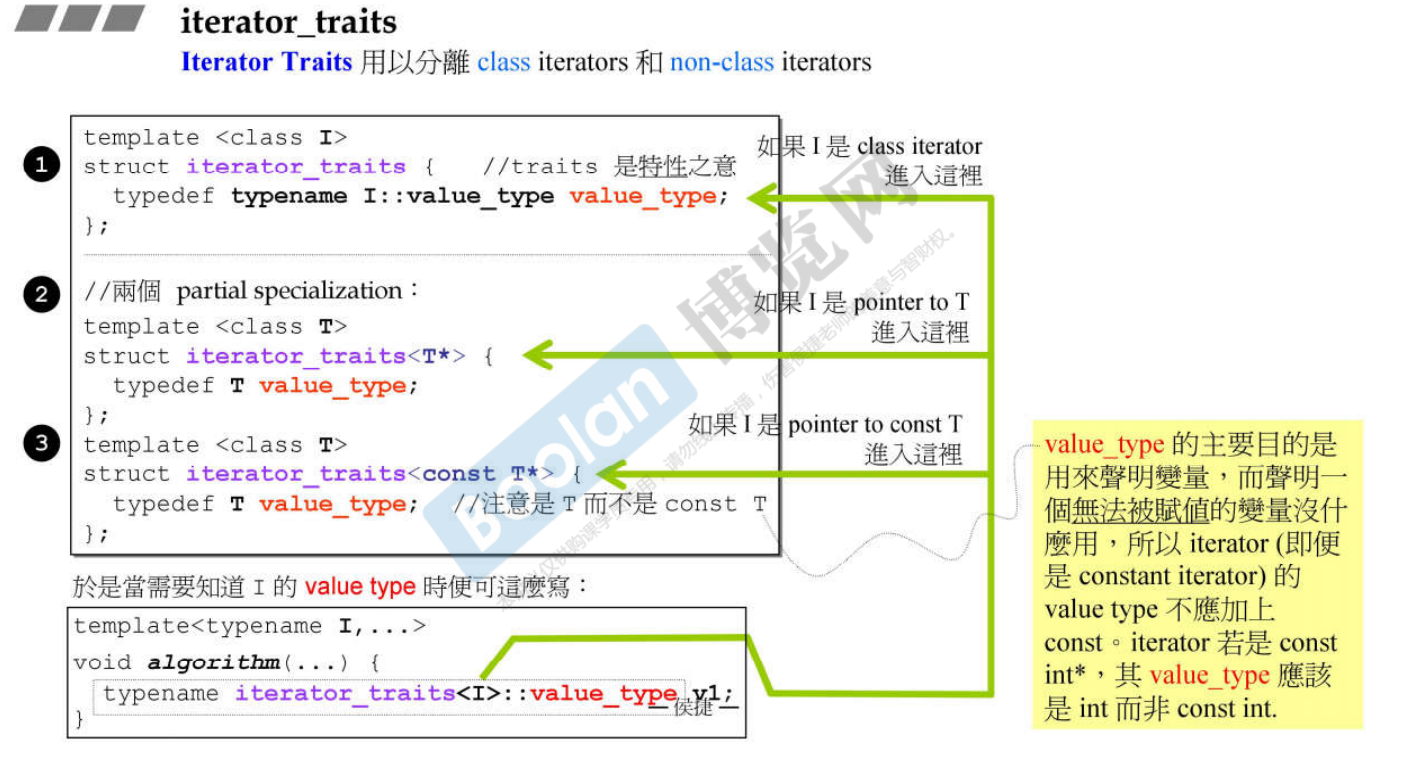 iterator_traits
Iterator Traits 用以分離 class iterators 和 non-class iterators
1
template <class I>
struct iterator_traits {   //traits 是特性之意
  typedef typename I::value_type value_type;
};
如果 I 是 class iterator
進入這裡
2
//兩個 partial specialization：
template <class T>
struct iterator_traits<T*> {
  typedef T value_type;
};
如果 I 是 pointer to T
進入這裡
3
template <class T>
struct iterator_traits<const T*> {
  typedef T value_type;  //注意是 T 而不是 const T
};
如果 I 是 pointer to const T
進入這裡
value_type 的主要目的是
用來聲明變量，而聲明一
個無法被賦值的變量沒什
麼用，所以 iterator (即便
是 constant iterator) 的
value type 不應加上
const。iterator 若是 const
int*，其 value_type 應該
是 int 而非 const int.
於是當需要知道 I 的 value type 時便可這麼寫：
template<typename I,...>
void algorithm(...) {
  typename iterator_traits<I>::value_type v1;
}
— 侯捷 —
boolan
博览网